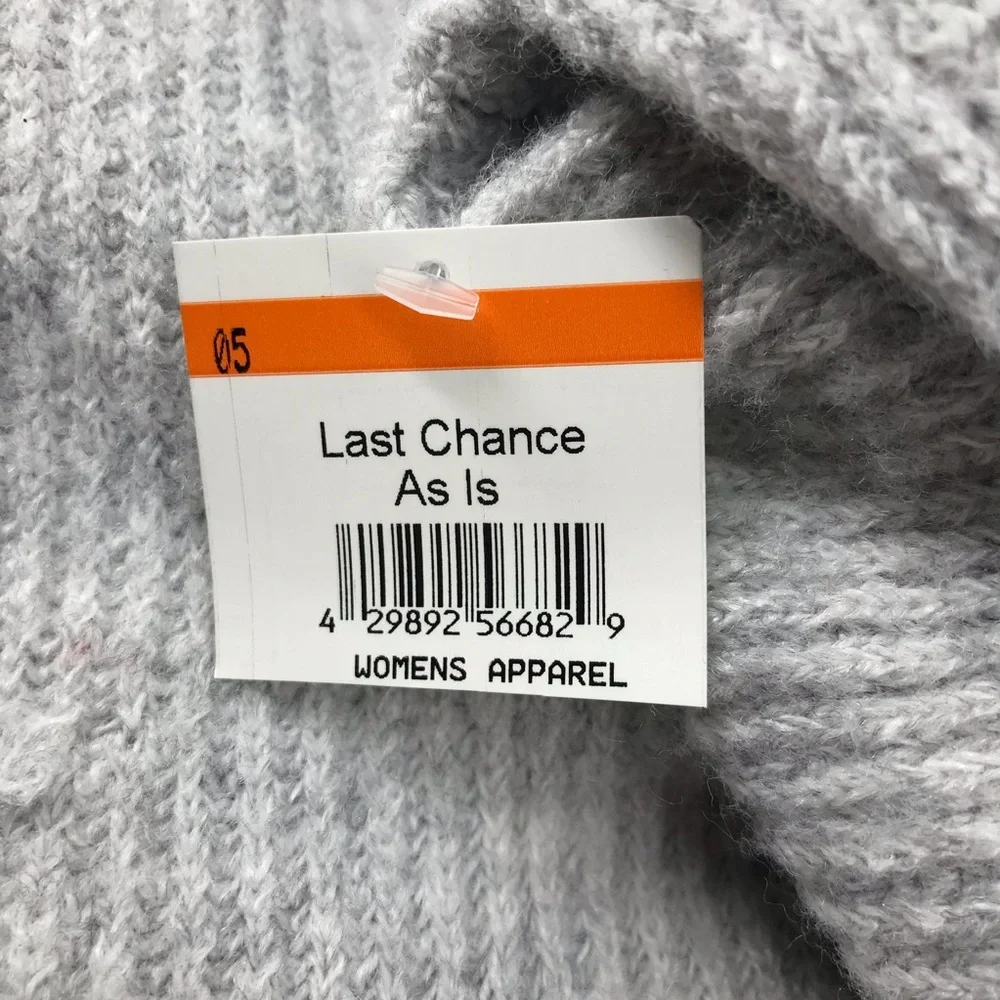 05
Last Chance
As Is
4 29892 56682 9
WOMENS APPAREL